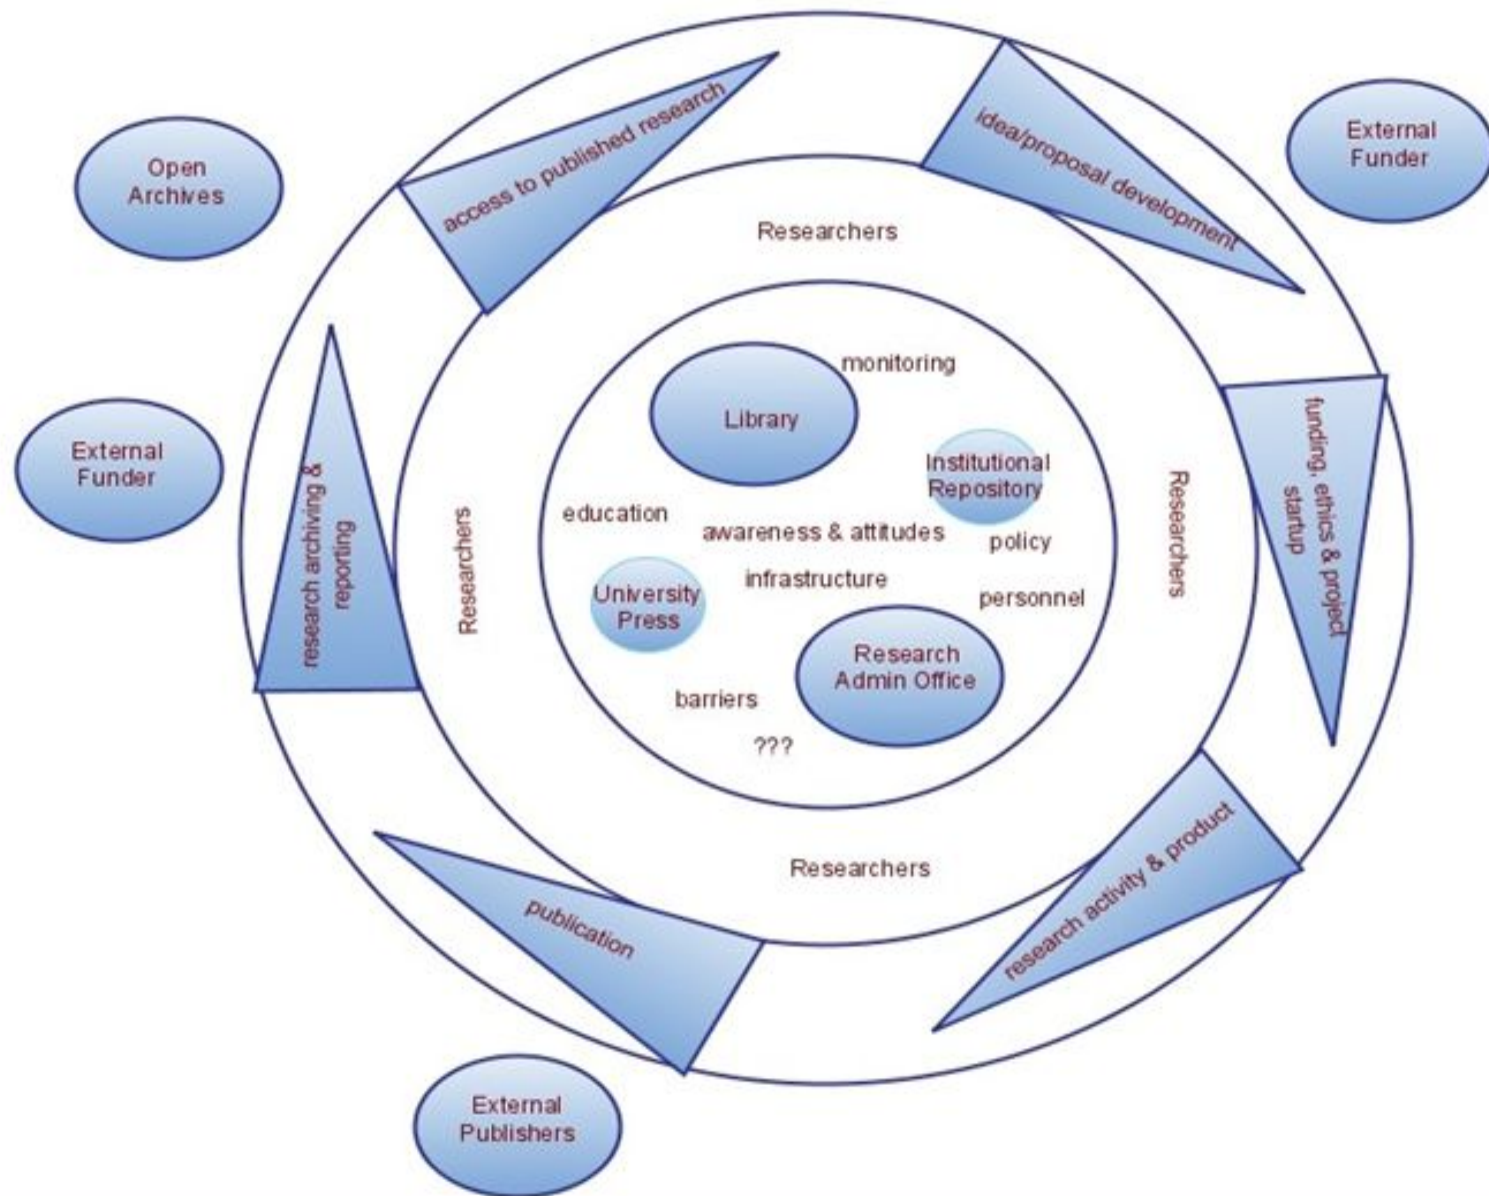 access to published research
idea/proposal development
External
Funder
Open
Archives
Researchers
monitoring
Library
funding, ethics & project
startup
External
Funder
Institutional
Repository
research archiving &
reporting
Researchers
education
awareness & attitudes
policy
Researchers
infrastructure
University
Press
personnel
Research
Admin Office
barriers
???
research activity & product
Researchers
publication
External
Publishers